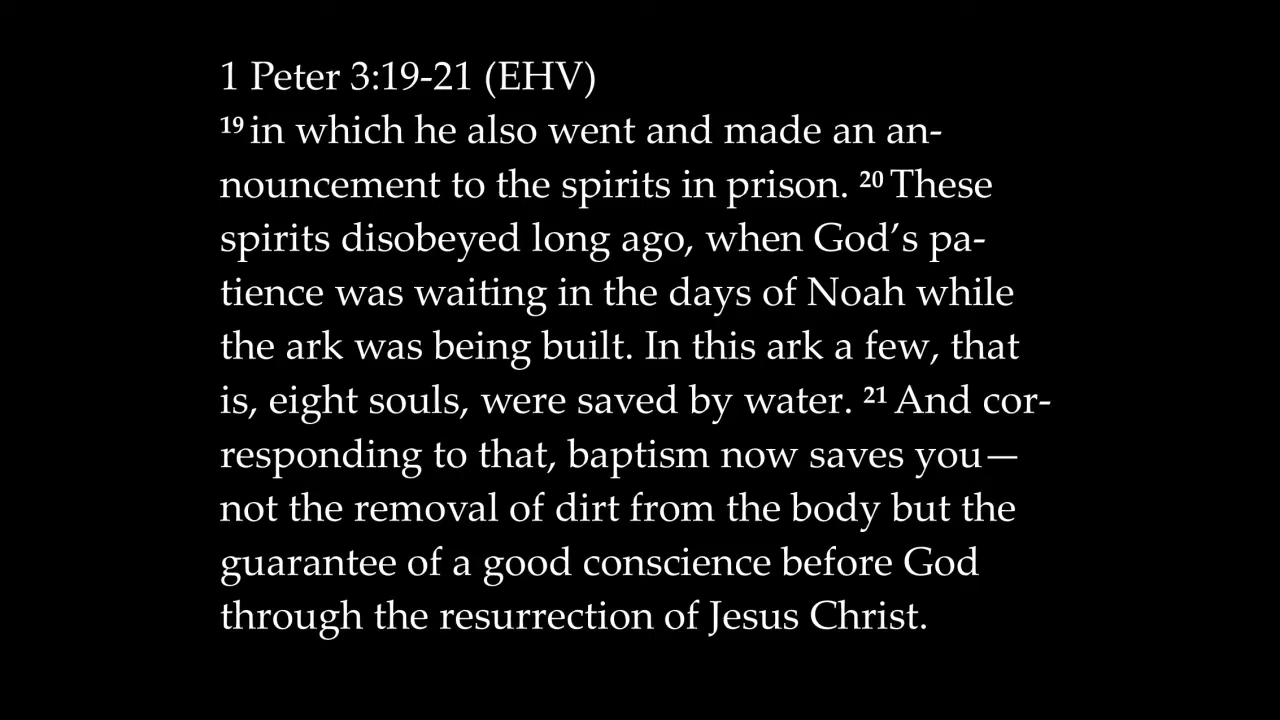 1 Peter 3:19-21 (EHV)
19 in which he also went and made an an-
nouncement to the spirits in prison. 20 These
spirits disobeyed long ago, when God’s pa-
tience was waiting in the days of Noah while
the ark was being built. In this ark a few, that
is, eight souls, were saved by water. 21 And cor-
responding to that, baptism now saves you—
not the removal of dirt from the body but the
guarantee of a good conscience before God
through the resurrection of Jesus Christ.